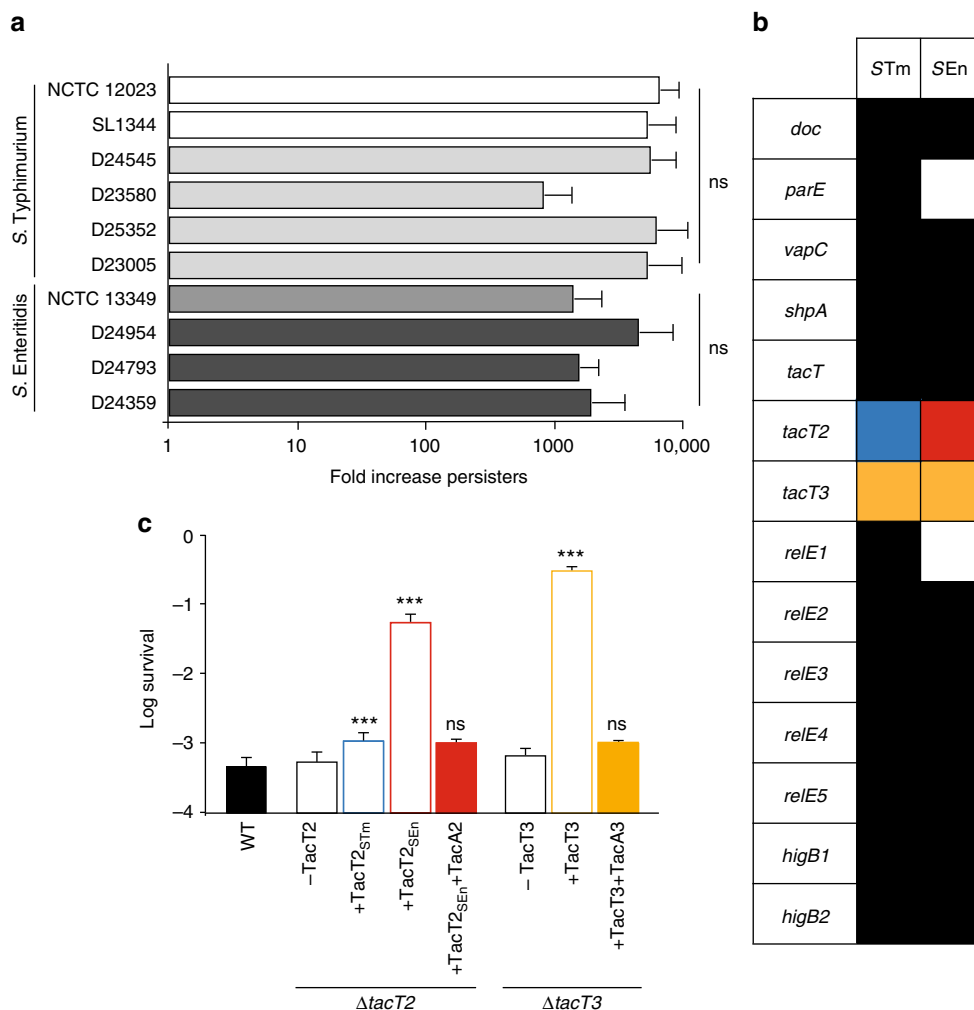 a
S. Typhimurium
NCTC 12023
SL1344
D24545
D23580
D25352
D23005
ns
S. Enteritidis
NCTC 13349
D24954
D24793
D24359
ns
1 10 100 1000 10,000
Fold increase persisters
b
STm SEn
doc
parE
vapC
shpA
tacT
tacT2
tacT3
relE1
relE2
relE3
relE4
relE5
higB1
higB2
c
Log survival
0
–1
–2
–3
–4
*** *** ns *** ns
WT
–TacT2
+TacT2STm
+TacT2SEn
+TacT2SEn+TacA2
– TacT3
+TacT3
+TacT3+TacA3
ΔtacT2 ΔtacT3